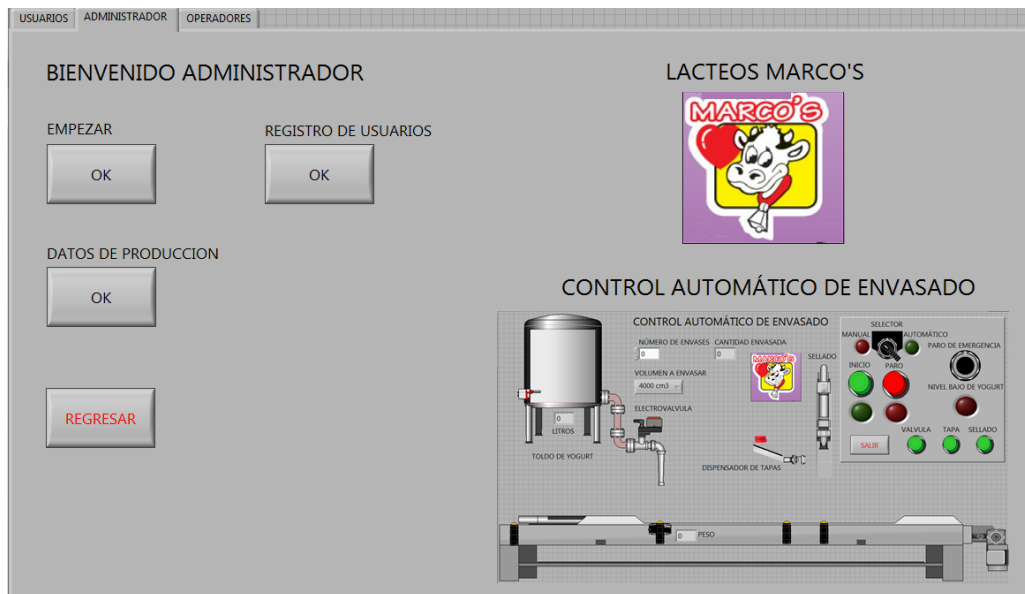 USUARIOS ADMINISTRADOR OPERADORES
BIENVENIDO ADMINISTRADOR
EMPEZAR
OK
REGISTRO DE USUARIOS
OK
DATOS DE PRODUCCION
OK
REGRESAR
LACTEOS MARCO'S
MARCO'S
CONTROL AUTOMÁTICO DE ENVASADO
CONTROL AUTOMÁTICO DE ENVASADO
NÚMERO DE ENVASES
0
CANTIDAD ENVASADA
0
VOLUMEN A ENVASAR
4000 cm3
MARCO'S
SELLADO
ELECTROVALVULA
0
LITROS
TOLDO DE YOGURT
DISPENSADOR DE TAPAS
SELECTOR
MANUAL
AUTOMÁTICO
PARO DE EMERGENCIA
INICIO
PARO
NIVEL BAJO DE YOGURT
VALVULA TAPA SELLADO
SALIR
0 PESO